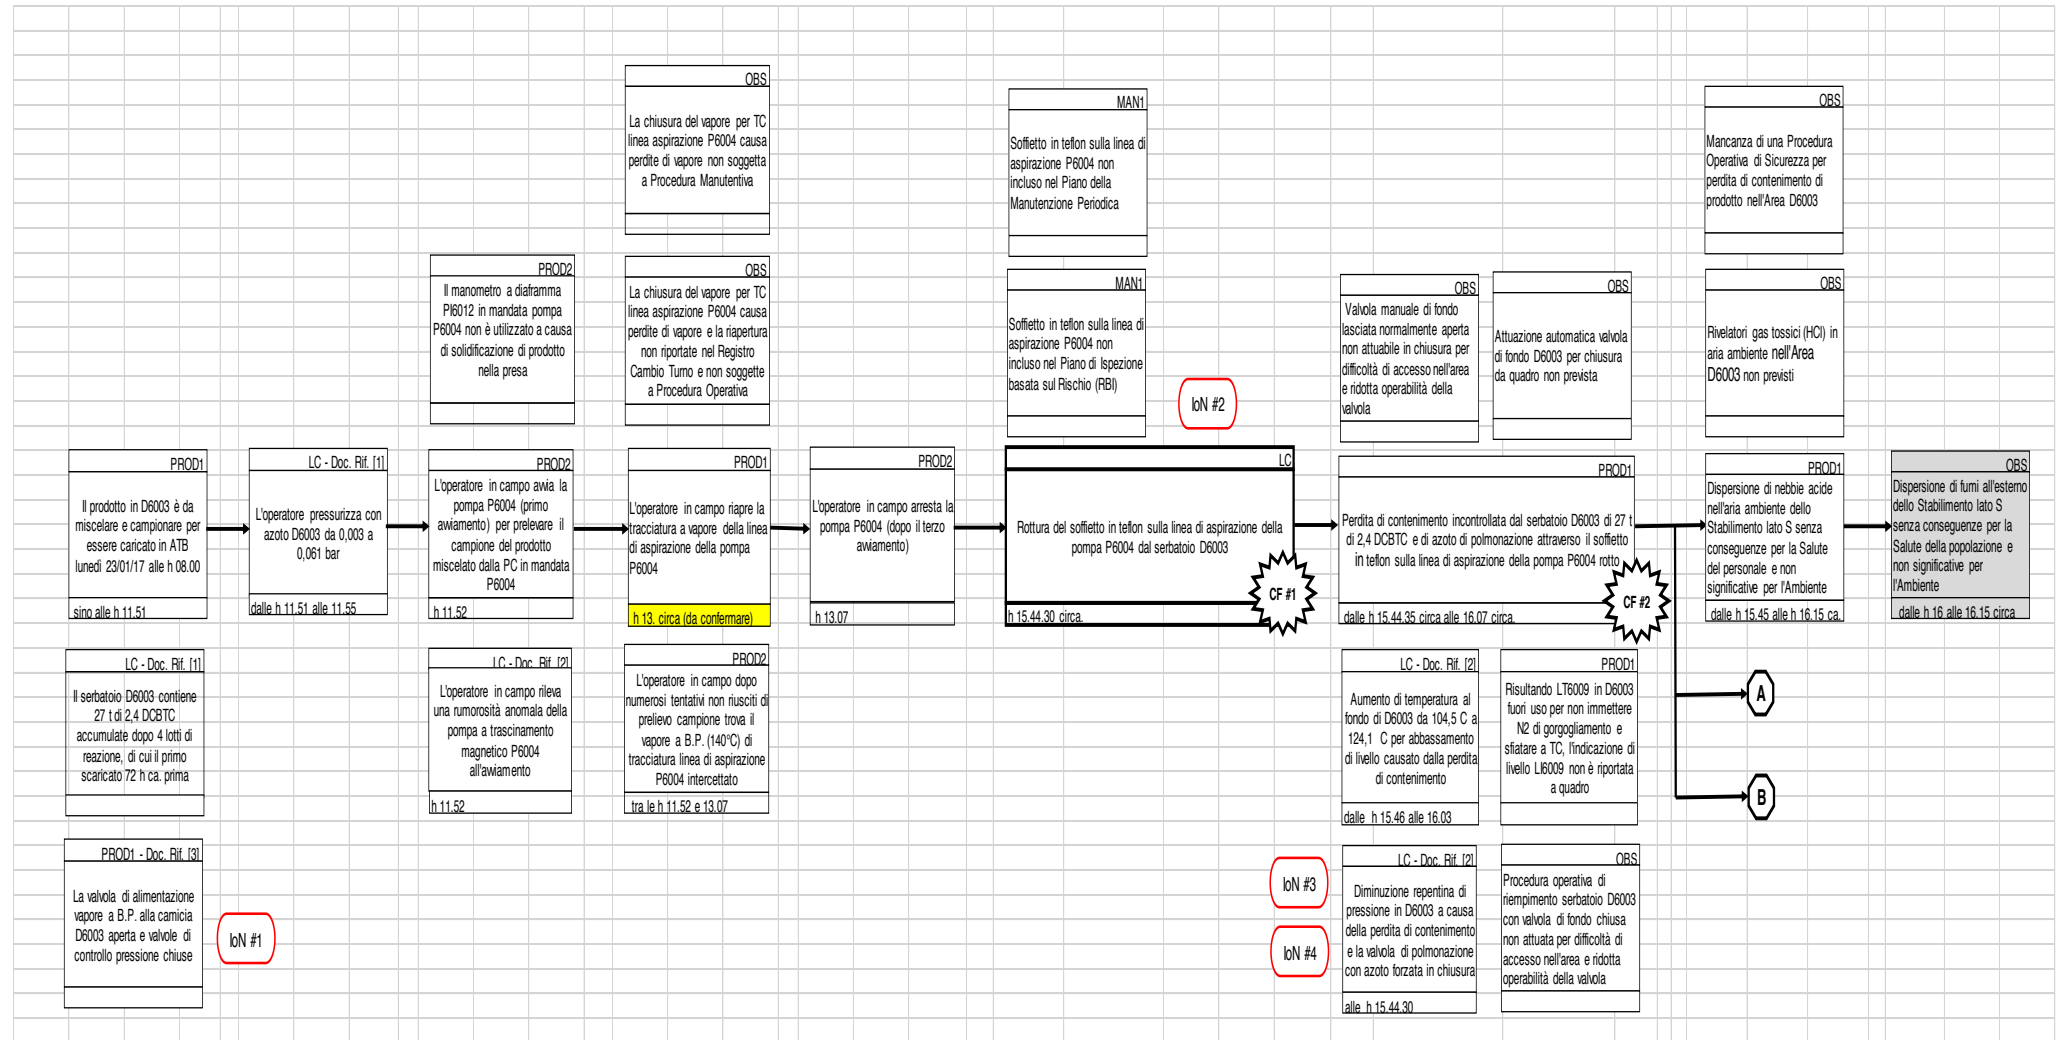 OBS
La chiusura del vapore per TC
linea aspirazione P6004 causa
perdite di vapore non soggetta
a Procedura Manutentiva
MAN1
Soffietto in teflon sulla linea di
aspirazione P6004 non
incluso nel Piano della
Manutenzione Periodica
OBS
Mancanza di una Procedura
Operativa di Sicurezza per
perdita di contenimento di
prodotto nell'Area D6003
PROD2
Il manometro a diaframma
PI6012 in mandata pompa
P6004 non è utilizzato a causa
di solidificazione di prodotto
nella presa
OBS
La chiusura del vapore per TC
linea aspirazione P6004 causa
perdite di vapore e la riapertura
non riportate nel Registro
Cambio Turno e non soggette
a Procedura Operativa
MAN1
Soffietto in teflon sulla linea di
aspirazione P6004 non
incluso nel Piano di Ispezione
basata sul Rischio (RBI)
IoN #2
OBS
Valvola manuale di fondo
lasciata normalmente aperta
non attuabile in chiusura per
difficoltà di accesso nell'area
e ridotta operabilità della
valvola
OBS
Attuazione automatica valvola
di fondo D6003 per chiusura
da quadro non prevista
OBS
Rivelatori gas tossici (HCl) in
aria ambiente nell'Area
D6003 non previsti
PROD1
Il prodotto in D6003 è da
miscelare e campionare per
essere caricato in ATB
lunedì 23/01/17 alle h 08.00
sino alle h 11.51
LC - Doc. Rif. [1]
L'operatore pressurizza con
azoto D6003 da 0,003 a
0,061 bar
dalle h 11.51 alle 11.55
PROD2
L'operatore in campo avvia la
pompa P6004 (primo
avviamento) per prelevare il
campione del prodotto
miscelato dalla PC in mandata
P6004
h 11.52
PROD1
L'operatore in campo riapre la
tracciatura a vapore della linea
di aspirazione della pompa
P6004
h 13. circa (da confermare)
PROD2
L'operatore in campo arresta la
pompa P6004 (dopo il terzo
avviamento)
h 13.07
LC
Rottura del soffietto in teflon sulla linea di aspirazione della
pompa P6004 dal serbatoio D6003
h 15.44.30 circa.
CF #1
PROD1
Perdita di contenimento incontrollata dal serbatoio D6003 di 27 t
di 2,4 DCBTC e di azoto di polmonazione attraverso il soffietto
in teflon sulla linea di aspirazione della pompa P6004 rotto
dalle h 15.44.35 circa alle 16.07 circa.
CF #2
PROD1
Dispersione di nebbie acide
nell'aria ambiente dello
Stabilimento lato S senza
conseguenze per la Salute
del personale e non
significative per l'Ambiente
dalle h 15.45 alle h 16.15 ca.
OBS
Dispersione di fumi all'esterno
dello Stabilimento lato S
senza conseguenze per la
Salute della popolazione e
non significative per
l'Ambiente
dalle h 16 alle 16.15 circa
LC - Doc. Rif. [1]
Il serbatoio D6003 contiene
27 t di 2,4 DCBTC
accumulate dopo 4 lotti di
reazione, di cui il primo
scaricato 72 h ca. prima
LC - Doc. Rif. [2]
L'operatore in campo rileva
una rumorosità anomala della
pompa a trascinamento
magnetico P6004
all'avviamento
h 11.52
PROD2
L'operatore in campo dopo
numerosi tentativi non riusciti di
prelievo campione trova il
vapore a B.P. (140°C) di
tracciatura linea di aspirazione
P6004 intercettato
tra le h 11.52 e 13.07
LC - Doc. Rif. [2]
Aumento di temperatura al
fondo di D6003 da 104,5 C a
124,1 C per abbassamento
di livello causato dalla perdita
di contenimento
dalle h 15.46 alle 16.03
PROD1
Risultando LT6009 in D6003
fuori uso per non immettere
N2 di gorgogliamento e
sfiatare a TC, l'indicazione di
livello LI6009 non è riportata
a quadro
A
B
PROD1 - Doc. Rif. [3]
La valvola di alimentazione
vapore a B.P. alla camicia
D6003 aperta e valvole di
controllo pressione chiuse
IoN #1
IoN #3
IoN #4
LC - Doc. Rif. [2]
Diminuzione repentina di
pressione in D6003 a causa
della perdita di contenimento
e la valvola di polmonazione
con azoto forzata in chiusura
alle h 15.44.30
OBS
Procedura operativa di
riempimento serbatoio D6003
con valvola di fondo chiusa
non attuata per difficoltà di
accesso nell'area e ridotta
operabilità della valvola